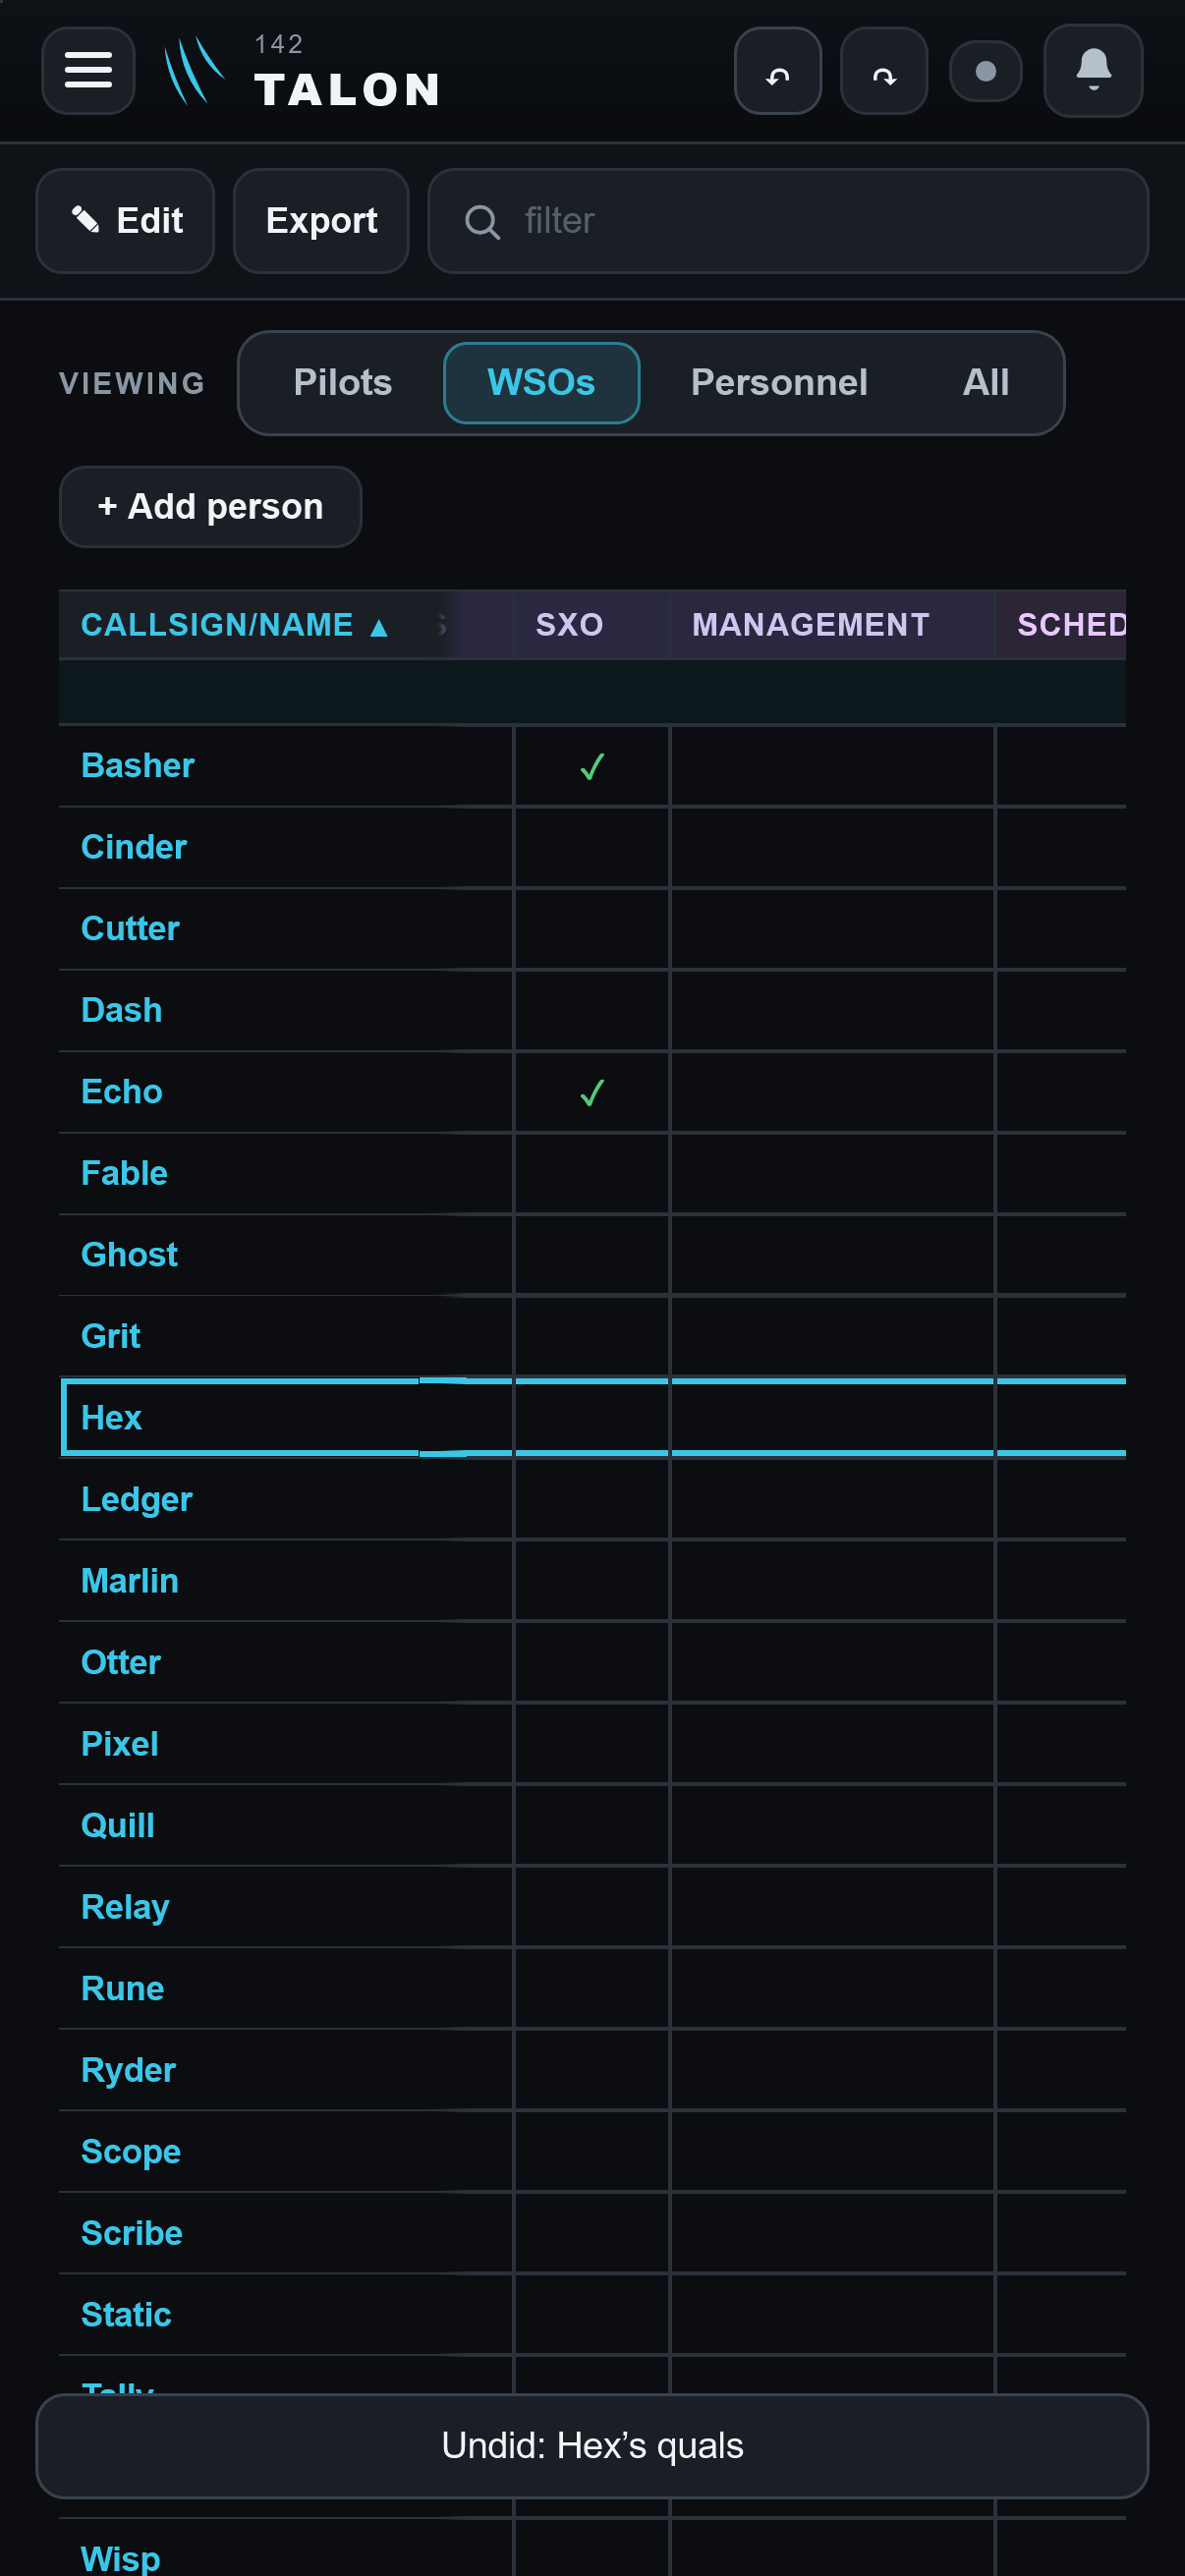 142
TALON
Edit
Export
filter
VIEWING
Pilots
WSOs
Personnel
All
+ Add person
CALLSIGN/NAME ▲
SXO
MANAGEMENT
SCHED
Basher ✓
Cinder
Cutter
Dash
Echo ✓
Fable
Ghost
Grit
Hex
Ledger
Marlin
Otter
Pixel
Quill
Relay
Rune
Ryder
Scope
Scribe
Static
Tally
Undid: Hex’s quals
Wisp